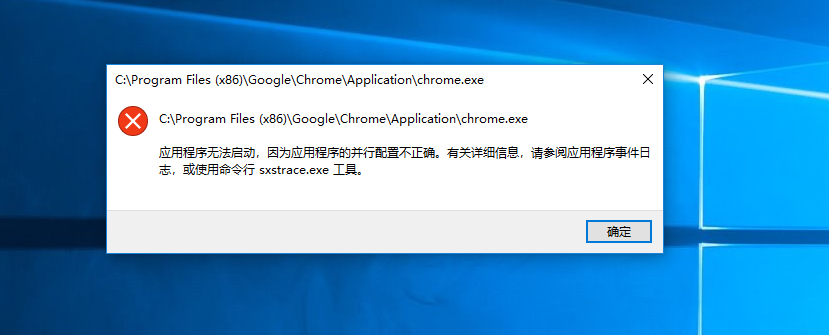 C:\Program Files (x86)\Google\Chrome\Application\chrome.exe
C:\Program Files (x86)\Google\Chrome\Application\chrome.exe
应用程序无法启动，因为应用程序的并行配置不正确。有关详细信息，请参阅应用程序事件日
志，或使用命令行 sxstrace.exe 工具。
确定